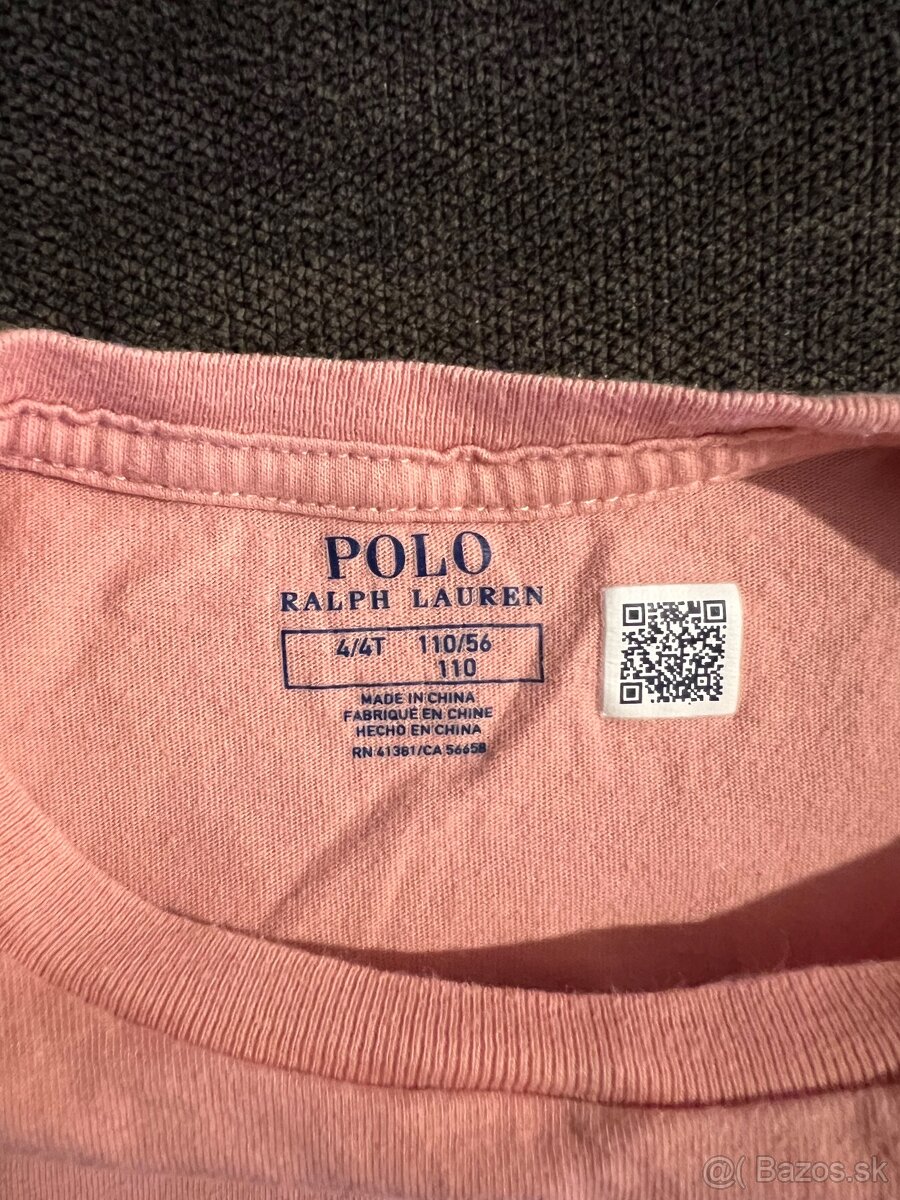 POLO
RALPH LAUREN
4/4T 110/56
110
MADE IN CHINA
FABRIQUÉ EN CHINE
HECHO EN CHINA
RN 41381/CA 56658
@( Bazos.sk